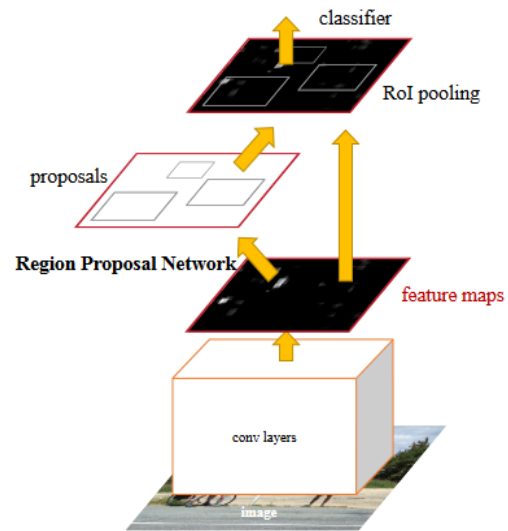 classifier
RoI pooling
proposals
Region Proposal Network
feature maps
conv layers
image